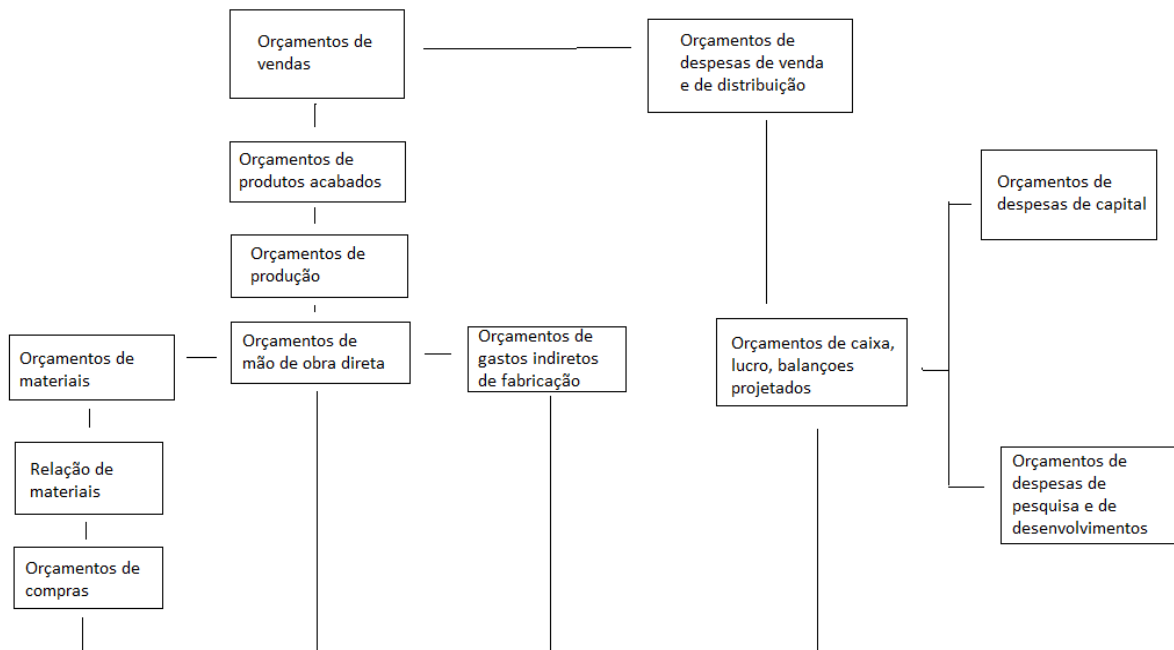 Orçamentos de
vendas
Orçamentos de
despesas de venda
e de distribuição
Orçamentos de
produtos acabados
Orçamentos de
despesas de capital
Orçamentos de
produção
Orçamentos de
materiais
Orçamentos de
mão de obra direta
Orçamentos de
gastos indiretos
de fabricação
Orçamentos de caixa,
lucro, balançoes
projetados
Relação de
materiais
Orçamentos de
despesas de
pesquisa e de
desenvolvimentos
Orçamentos de
compras